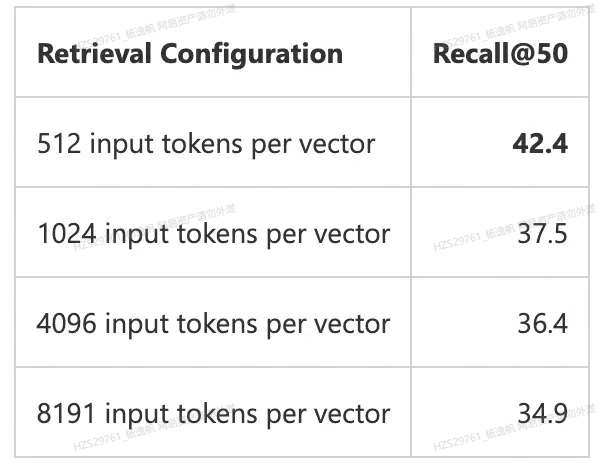 Retrieval Configuration Recall@50
512 input tokens per vector 42.4
1024 input tokens per vector 37.5
4096 input tokens per vector 36.4
8191 input tokens per vector 34.9
HZS29761_杨逸帆 网易资产请勿外泄